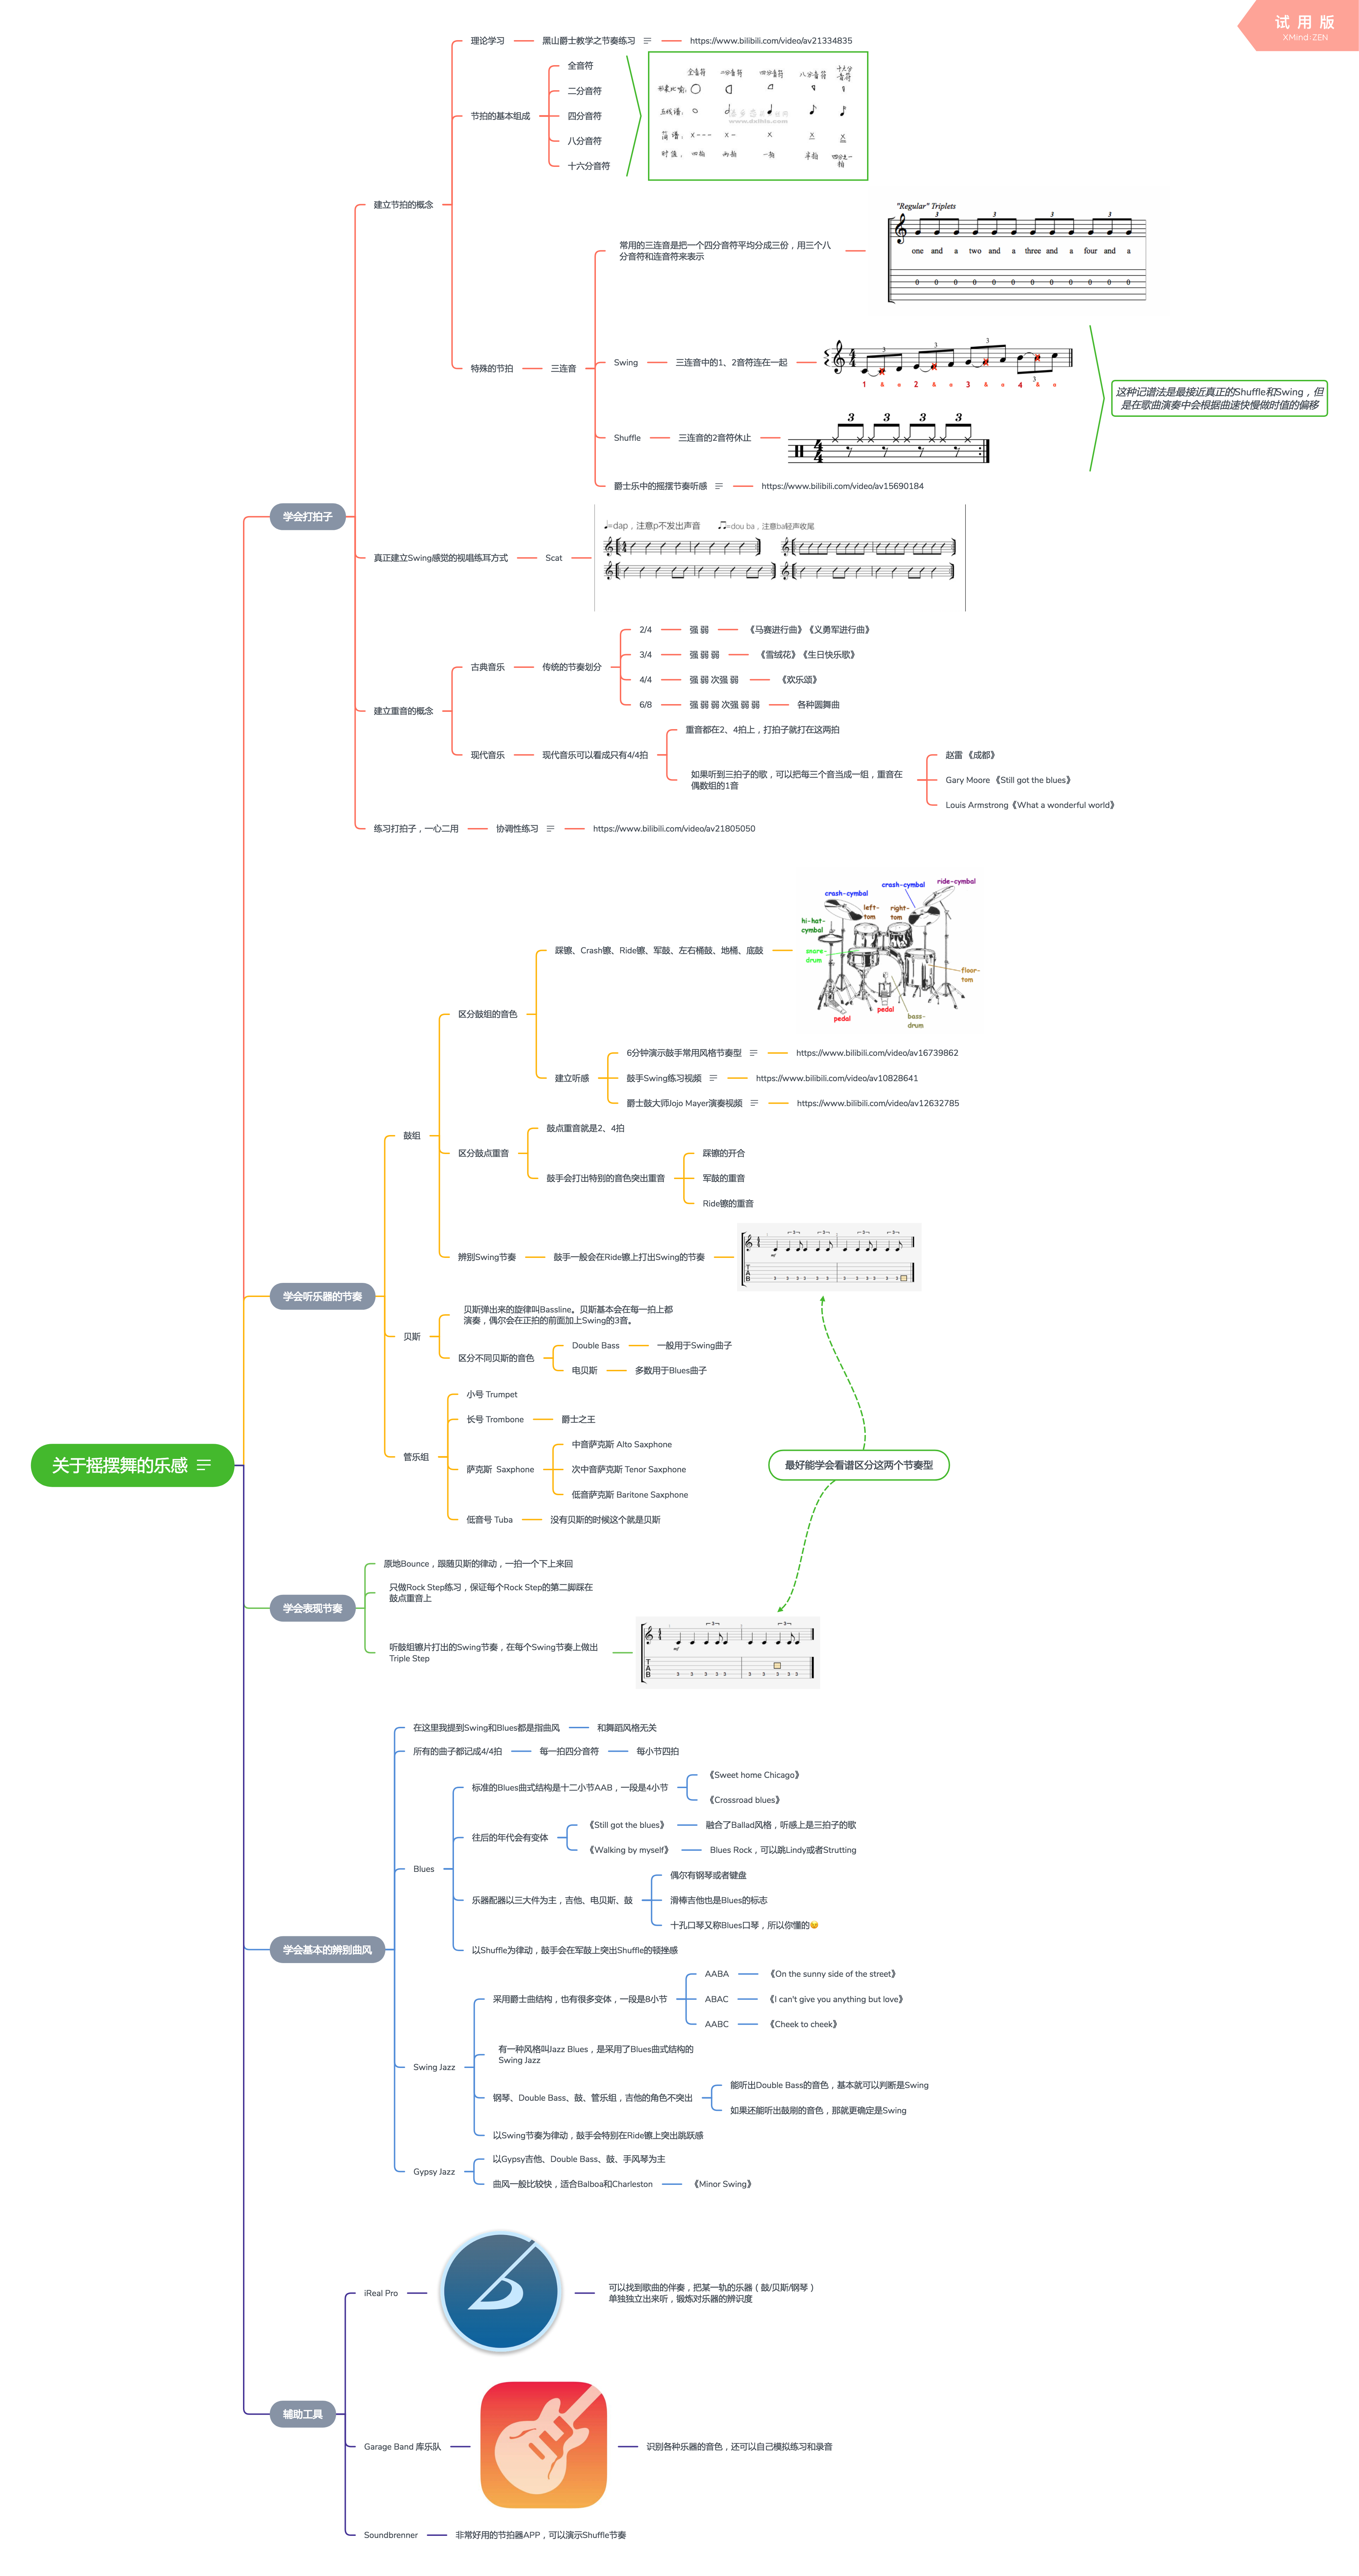 试用版
XMind:ZEN
关于摇摆舞的乐感
学会打拍子
建立节拍的概念
理论学习
黑山爵士教学之节奏练习
https://www.bilibili.com/video/av21334835
节拍的基本组成
全音符
二分音符
四分音符
八分音符
十六分音符
全音符 二分音符 四分音符 八分音符 十六分音符
五线谱:
www.daibls.com
简谱: X - - - X - X X X
时值: 四拍 两拍 一拍 半拍 四分之一拍
特殊的节拍
三连音
常用的三连音是把一个四分音符平均分成三份，用三个八
分音符和连音符来表示
"Regular" Triplets
3 3 3 3
one and a two and a three and a four and a
0 0 0 0 0 0 0 0 0 0 0 0
Swing
三连音中的1、2音符连在一起
3 3 3
1 & a 2 & a 3 & a 4 & a
3
Shuffle
三连音的2音符休止
3 3 3 3
这种记谱法是最接近真正的Shuffle和Swing，但
是在歌曲演奏中会根据曲速快慢做时值的偏移
爵士乐中的摇摆节奏听感
https://www.bilibili.com/video/av15690184
真正建立Swing感觉的视唱练耳方式
Scat
♩=dap，注意p不发出声音
♫=dou ba，注意ba轻声收尾
建立重音的概念
古典音乐
传统的节奏划分
2/4
强 弱
《马赛进行曲》《义勇军进行曲》
3/4
强 弱 弱
《雪绒花》《生日快乐歌》
4/4
强 弱 次强 弱
《欢乐颂》
6/8
强 弱 弱 次强 弱 弱
各种圆舞曲
现代音乐
现代音乐可以看成只有4/4拍
重音都在2、4拍上，打拍子就打在这两拍
如果听到三拍子的歌，可以把每三个音当成一组，重音在
偶数组的1音
赵雷 《成都》
Gary Moore 《Still got the blues》
Louis Armstrong《What a wonderful world》
练习打拍子，一心二用
协调性练习
https://www.bilibili.com/video/av21805050
学会听乐器的节奏
鼓组
区分鼓组的音色
踩镲、Crash镲、Ride镲、军鼓、左右桶鼓、地桶、底鼓
crash-cymbal
crash-cymbal
ride-cymbal
left-
tom
right-
tom
hi-hat-
cymbal
snare-
drum
floor-
tom
pedal
pedal
bass-
drum
建立听感
6分钟演示鼓手常用风格节奏型
https://www.bilibili.com/video/av16739862
鼓手Swing练习视频
https://www.bilibili.com/video/av10828641
爵士鼓大师Jojo Mayer演奏视频
https://www.bilibili.com/video/av12632785
区分鼓点重音
鼓点重音就是2、4拍
鼓手会打出特别的音色突出重音
踩镲的开合
军鼓的重音
Ride镲的重音
辨别Swing节奏
鼓手一般会在Ride镲上打出Swing的节奏
3 3 3 3
mf
TAB
3 3 3 3 3 3 3 3 3 3 3 3
贝斯
贝斯弹出来的旋律叫Bassline。贝斯基本会在每一拍上都
演奏，偶尔会在正拍的前面加上Swing的3音。
区分不同贝斯的音色
Double Bass
一般用于Swing曲子
电贝斯
多数用于Blues曲子
管乐组
小号 Trumpet
长号 Trombone
爵士之王
萨克斯 Saxphone
中音萨克斯 Alto Saxphone
次中音萨克斯 Tenor Saxphone
低音萨克斯 Baritone Saxphone
低音号 Tuba
没有贝斯的时候这个就是贝斯
最好能学会看谱区分这两个节奏型
学会表现节奏
原地Bounce，跟随贝斯的律动，一拍一个下上来回
只做Rock Step练习，保证每个Rock Step的第二脚踩在
鼓点重音上
听鼓组镲片打出的Swing节奏，在每个Swing节奏上做出
Triple Step
3 3
mf
TAB
3 3 3 3 3 3 3 3 3 3
学会基本的辨别曲风
在这里我提到Swing和Blues都是指曲风
和舞蹈风格无关
所有的曲子都记成4/4拍
每一拍四分音符
每小节四拍
Blues
标准的Blues曲式结构是十二小节AAB，一段是4小节
《Sweet home Chicago》
《Crossroad blues》
往后的年代会有变体
《Still got the blues》
融合了Ballad风格，听感上是三拍子的歌
《Walking by myself》
Blues Rock，可以跳Lindy或者Strutting
乐器配器以三大件为主，吉他、电贝斯、鼓
偶尔有钢琴或者键盘
滑棒吉他也是Blues的标志
十孔口琴又称Blues口琴，所以你懂的😉
以Shuffle为律动，鼓手会在军鼓上突出Shuffle的顿挫感
Swing Jazz
采用爵士曲结构，也有很多变体，一段是8小节
AABA
《On the sunny side of the street》
ABAC
《I can't give you anything but love》
AABC
《Cheek to cheek》
有一种风格叫Jazz Blues，是采用了Blues曲式结构的
Swing Jazz
钢琴、Double Bass、鼓、管乐组，吉他的角色不突出
能听出Double Bass的音色，基本就可以判断是Swing
如果还能听出鼓刷的音色，那就更确定是Swing
以Swing节奏为律动，鼓手会特别在Ride镲上突出跳跃感
Gypsy Jazz
以Gypsy吉他、Double Bass、鼓、手风琴为主
曲风一般比较快，适合Balboa和Charleston
《Minor Swing》
辅助工具
iReal Pro
可以找到歌曲的伴奏，把某一轨的乐器（鼓/贝斯/钢琴）
单独独立出来听，锻炼对乐器的辨识度
Garage Band 库乐队
识别各种乐器的音色，还可以自己模拟练习和录音
Soundbrenner
非常好用的节拍器APP，可以演示Shuffle节奏